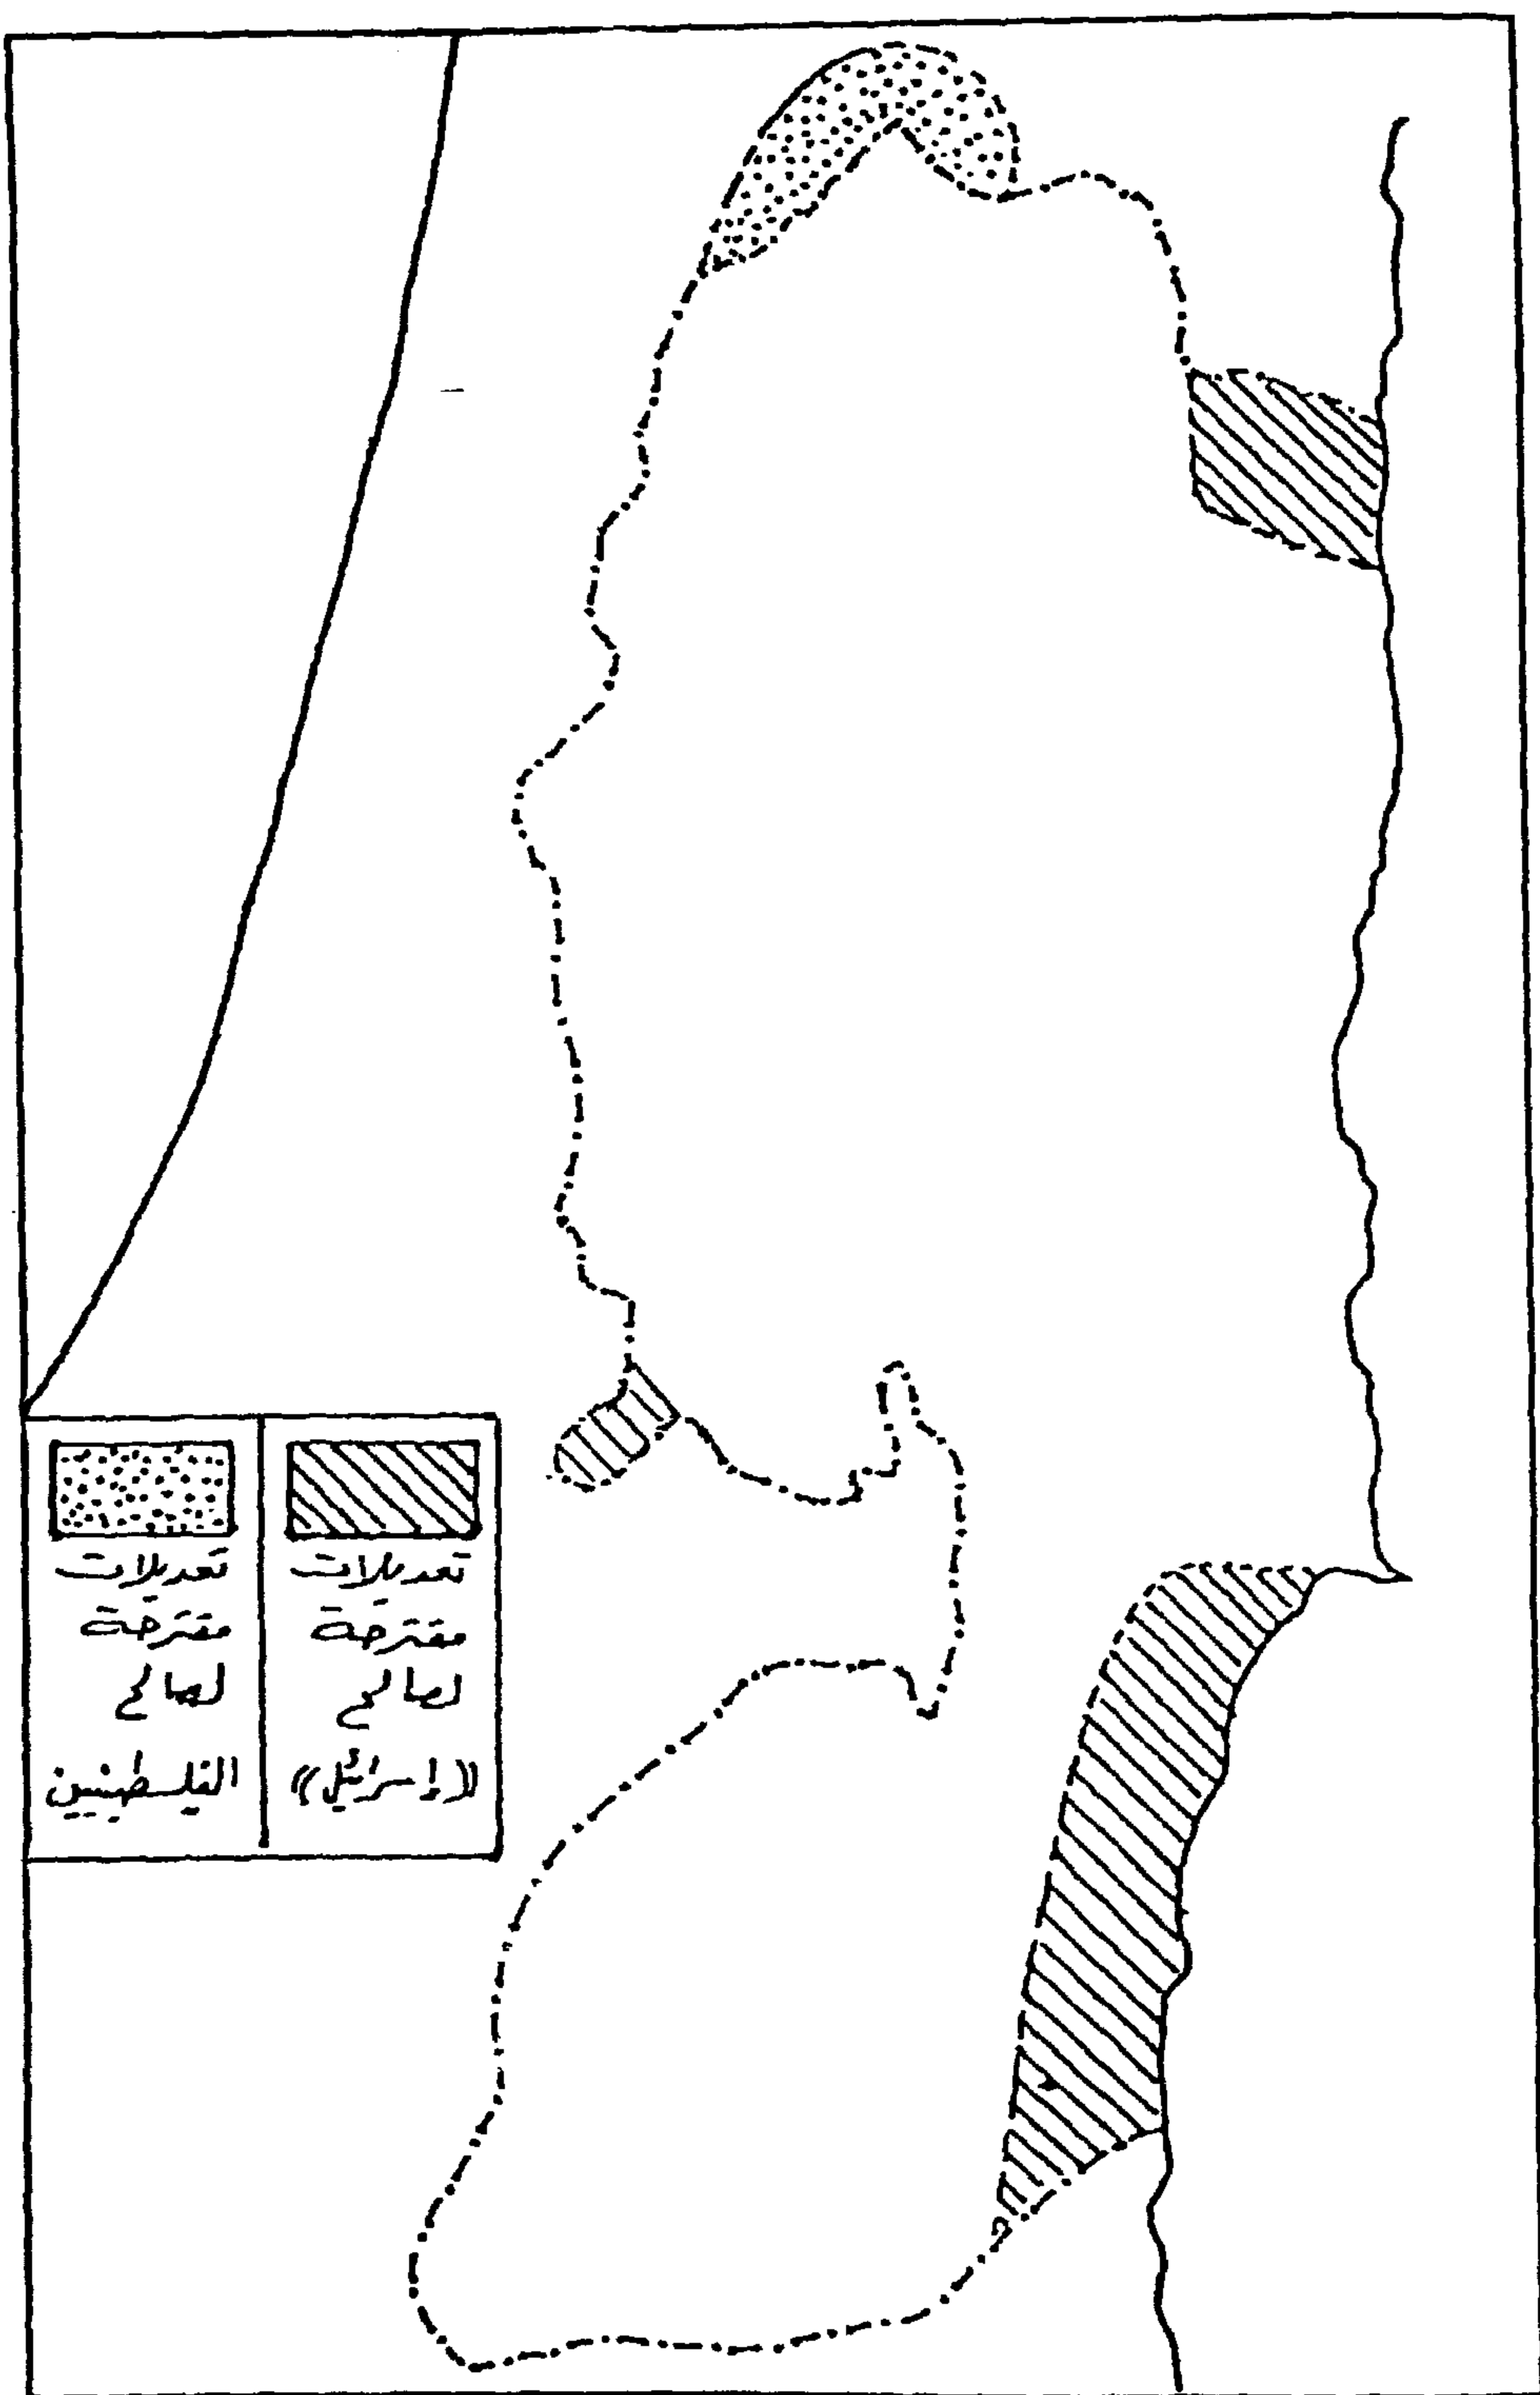 تعديلات
مقترحة
لصالح
((إسرائيل))
تعديلات
مقترحة
لصالح
الفلسطينيين